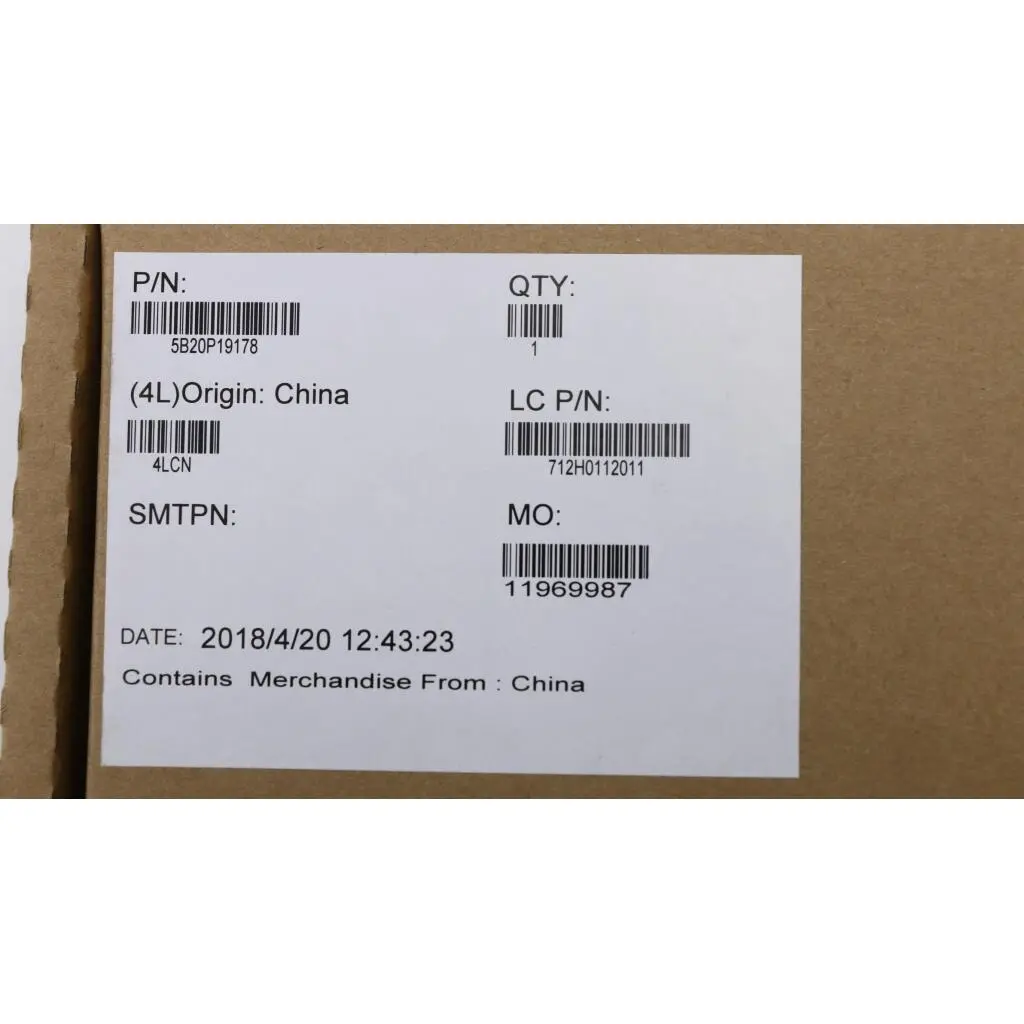 P/N:
5B20P19178
QTY:
1
(4L)Origin: China
4LCN
LC P/N:
712H0112011
SMTPN:
MO:
11969987
DATE: 2018/4/20 12:43:23
Contains Merchandise From : China